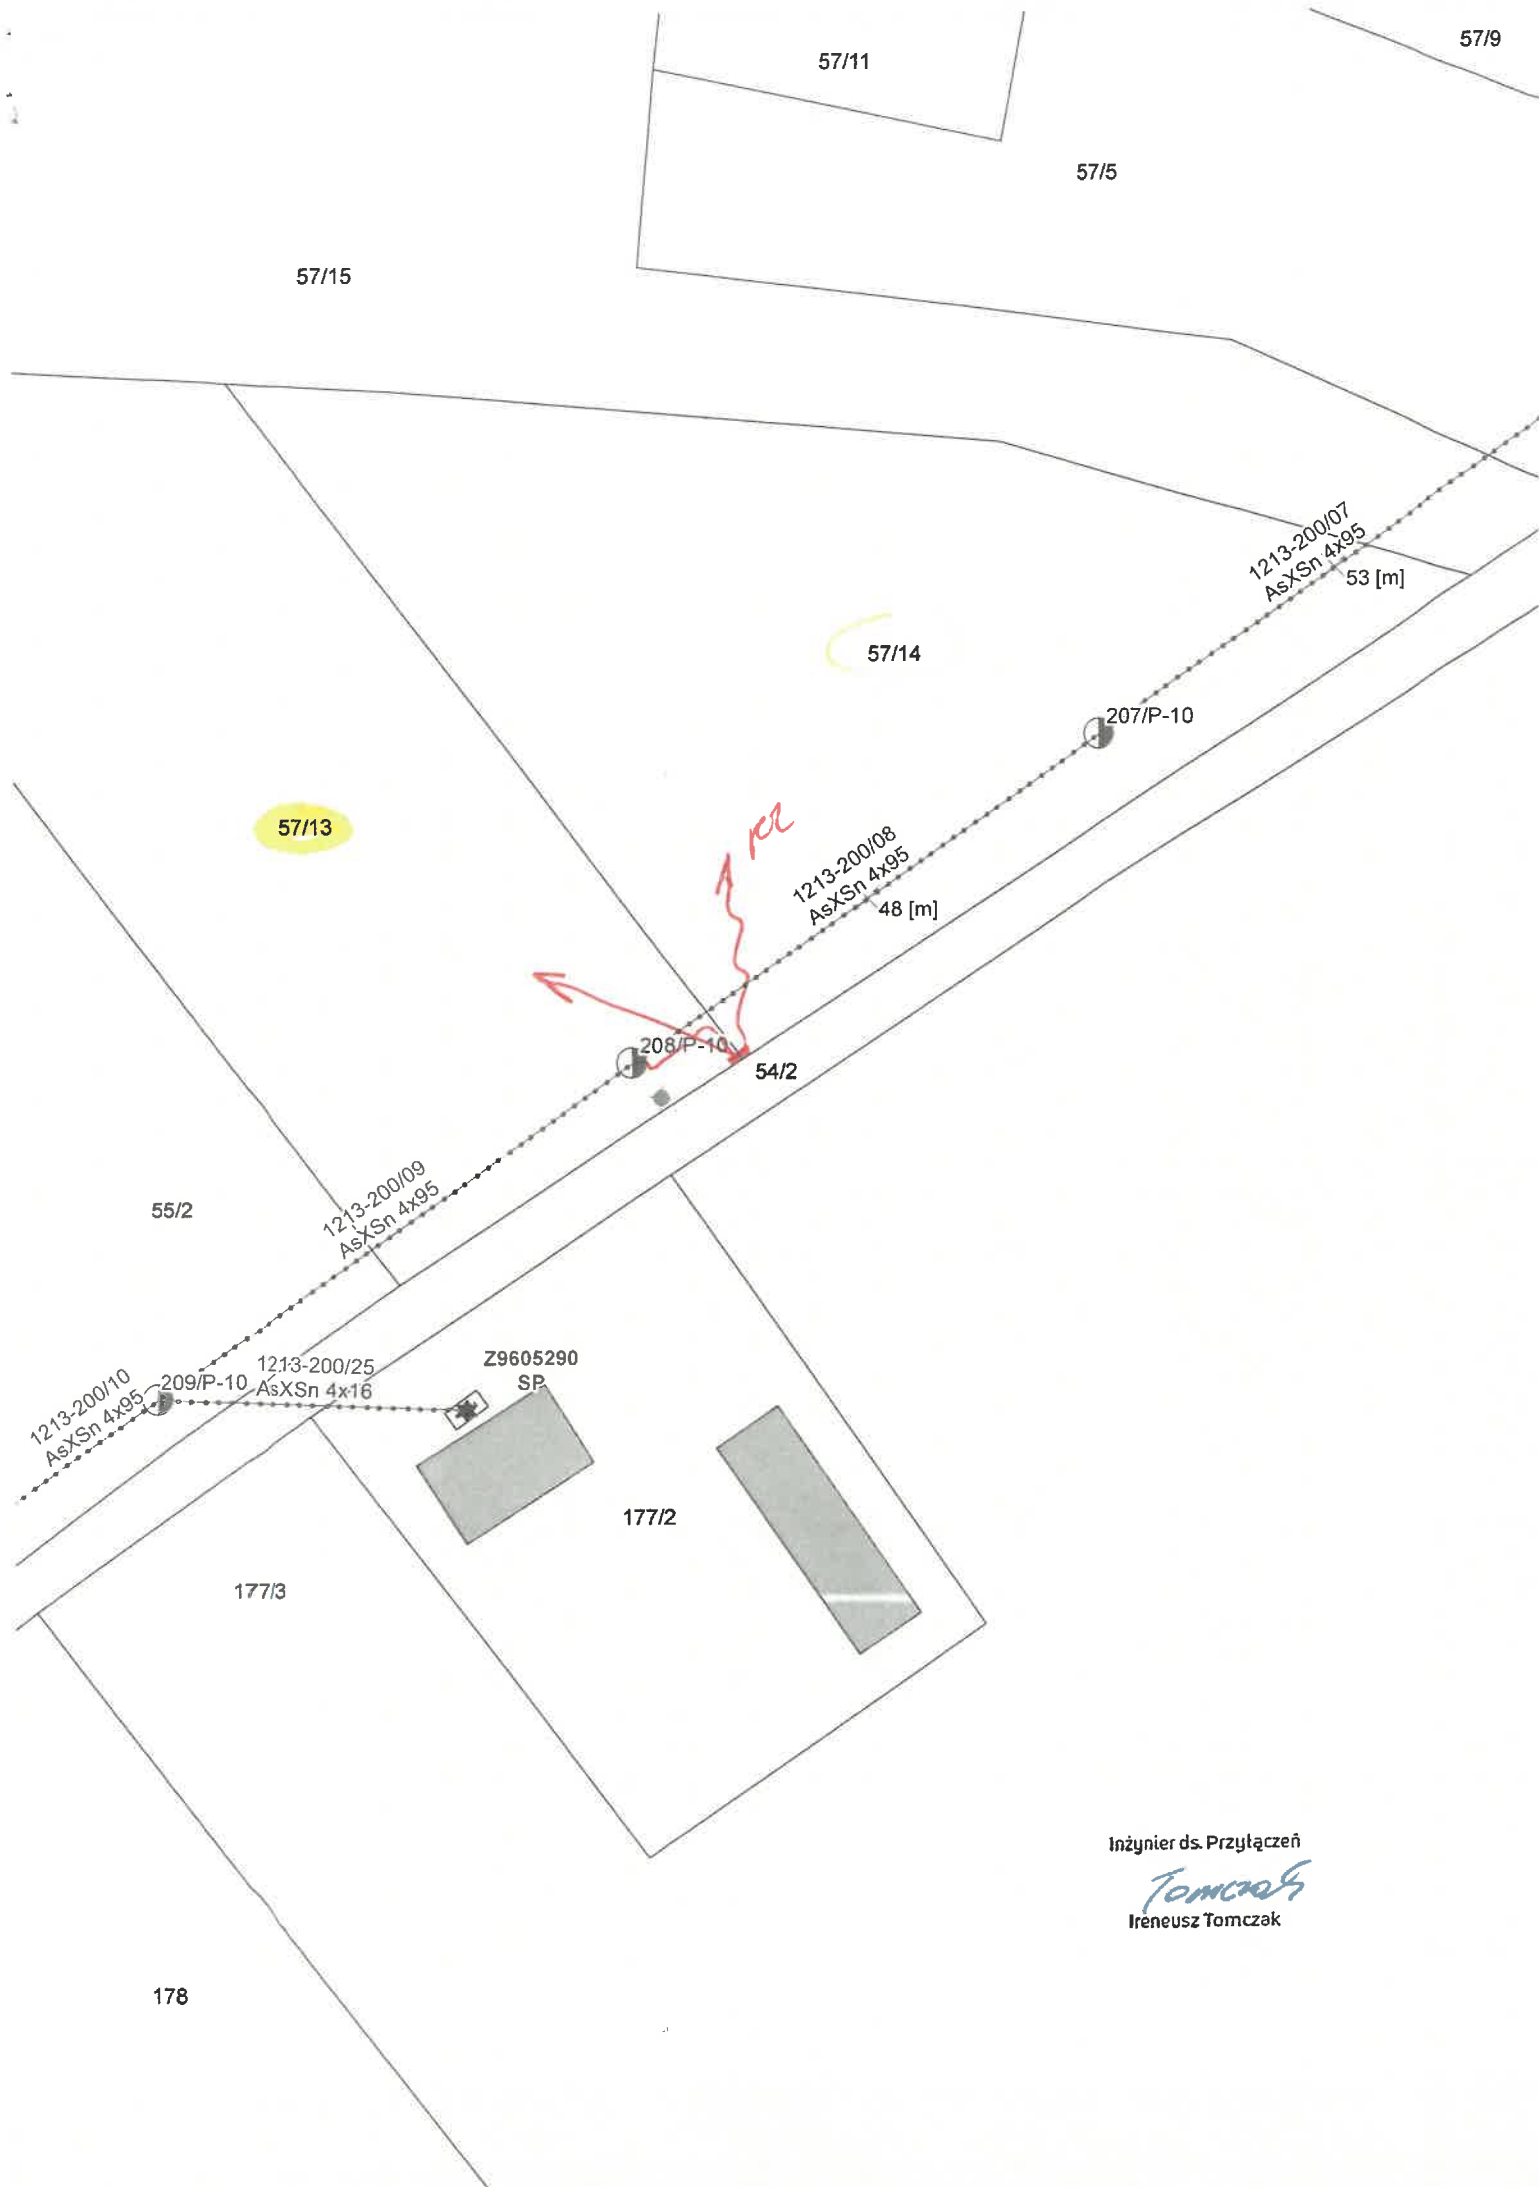 57/9
57/11
57/5
57/15
1213-200/07
AsXSn 4x95
53 [m]
57/14
207/P-10
57/13
1213-200/08
AsXSn 4x95
48 [m]
208/P-10
54/2
1213-200/09
AsXSn 4x95
55/2
Z9605290
SP
1213-200/25
AsXSn 4x16
209/P-10
1213-200/10
AsXSn 4x95
177/2
177/3
Inżynier ds. Przyłączeń
Tomczak
Ireneusz Tomczak
178